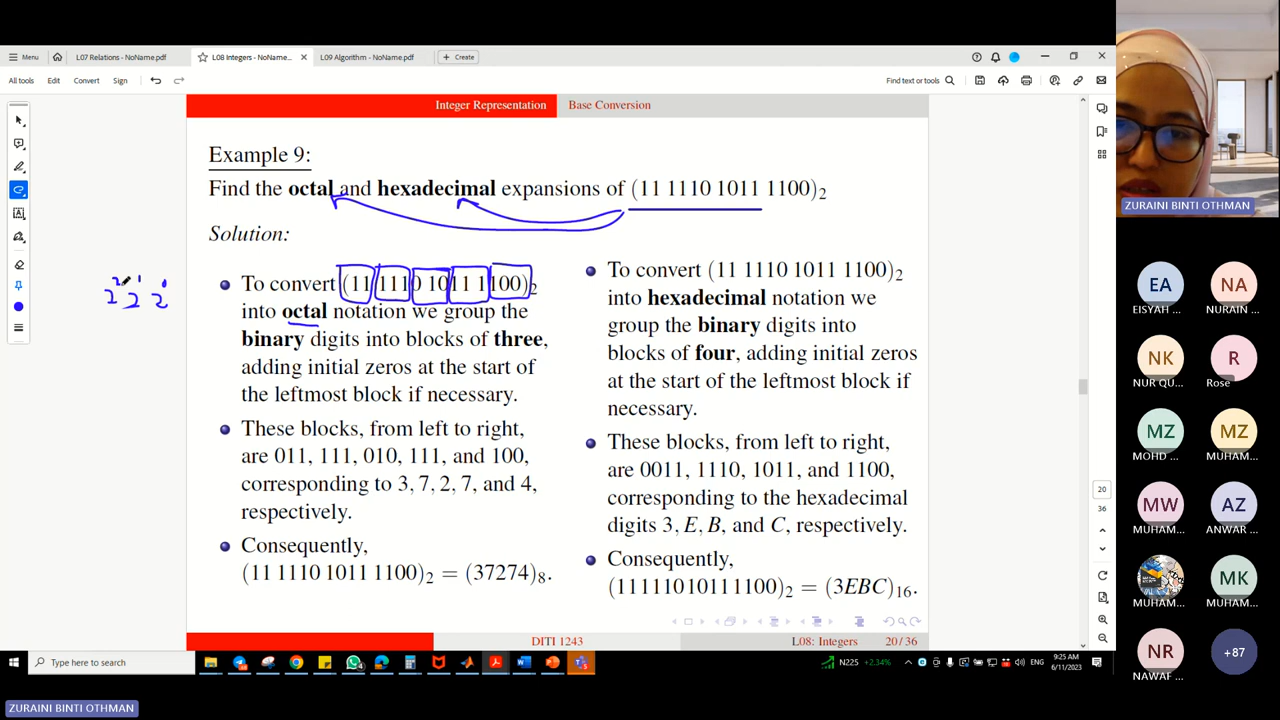 Menu
L07 Relations - NoName.pdf
L08 Integers - NoName...
L09 Algorithm - NoName.pdf
Create
All tools Edit Convert Sign
Find text or tools
Integer Representation
Base Conversion
Example 9:
Find the octal and hexadecimal expansions of (11 1110 1011 1100)₂
Solution:
To convert (11 1110 1011 1100)₂
into octal notation we group the
binary digits into blocks of three,
adding initial zeros at the start of
the leftmost block if necessary.
These blocks, from left to right,
are 011, 111, 010, 111, and 100,
corresponding to 3, 7, 2, 7, and 4,
respectively.
Consequently,
(11 1110 1011 1100)₂ = (37274)₈.
2² 2¹ 2⁰
To convert (11 1110 1011 1100)₂
into hexadecimal notation we
group the binary digits into
blocks of four, adding initial zeros
at the start of the leftmost block if
necessary.
These blocks, from left to right,
are 0011, 1110, 1011, and 1100,
corresponding to the hexadecimal
digits 3, E, B, and C, respectively.
Consequently,
(11111010111100)₂ = (3EBC)₁₆.
DITI 1243
L08: Integers
20 / 36
20
36
Type here to search
N225 +2.34%
ENG
9:25 AM
6/11/2023
ZURAINI BINTI OTHMAN
EA
EISYAH ...
NA
NURAIN ...
NK
NUR QU...
R
Rose
MZ
MOHD ...
MZ
MUHAM...
MW
MUHAM...
AZ
ANWAR ...
MUHAM...
MK
MUHAM...
NR
NAWAF ...
+87
ZURAINI BINTI OTHMAN